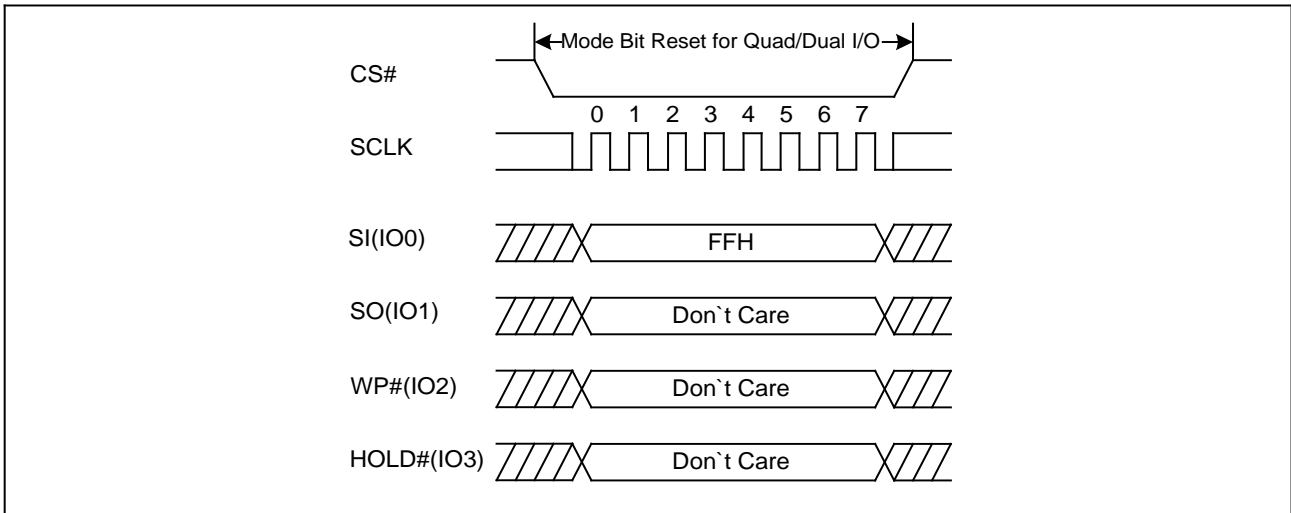 Mode Bit Reset for Quad/Dual I/O
CS#
0 1 2 3 4 5 6 7
SCLK
SI(IO0) FFH
SO(IO1) Don`t Care
WP#(IO2) Don`t Care
HOLD#(IO3) Don`t Care